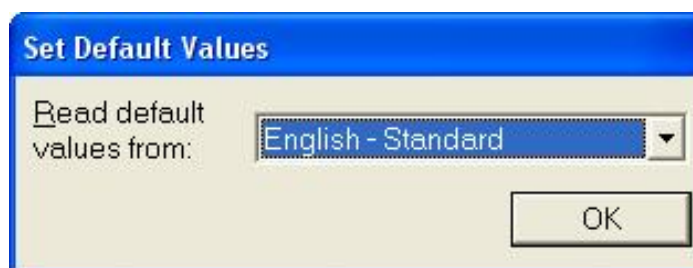 Set Default Values
Read default
values from:
English - Standard
OK